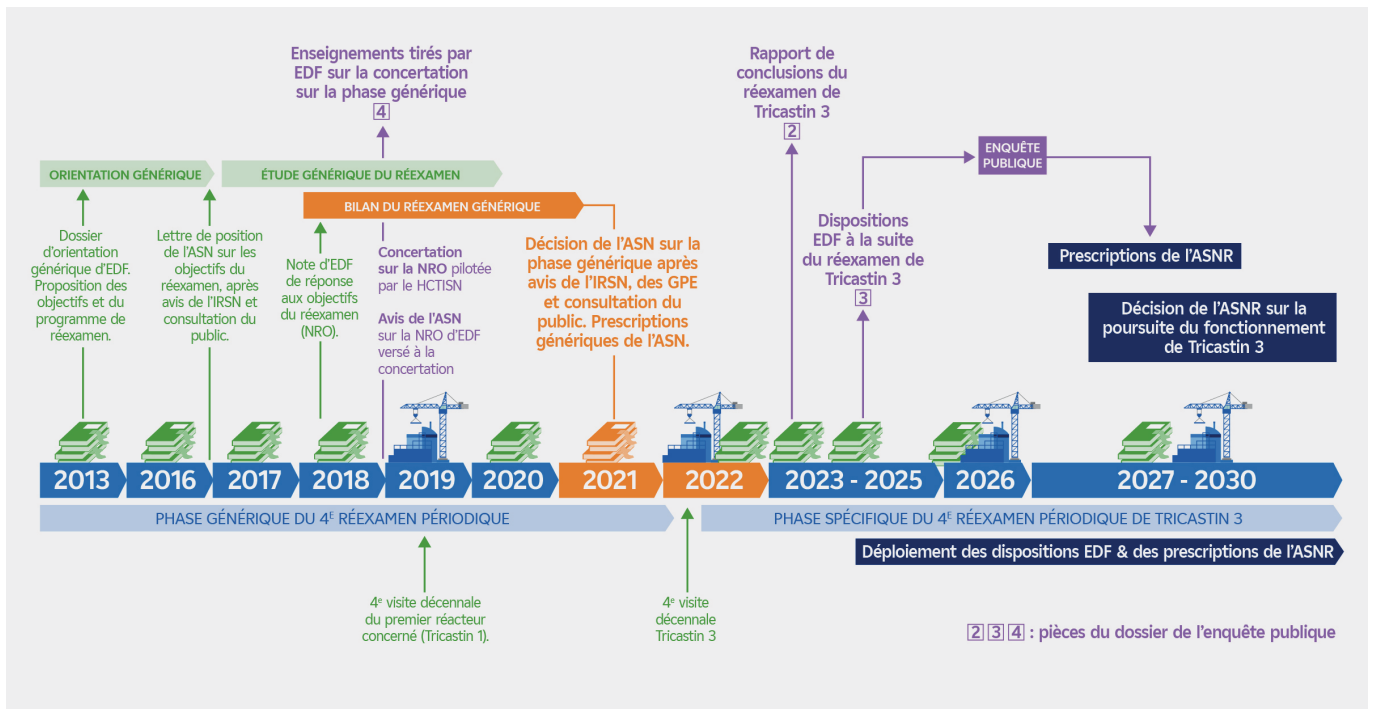 Enseignements tirés par
EDF sur la concertation
sur la phase générique
4
Rapport de
conclusions du
réexamen de
Tricastin 3
2
ENQUÊTE
PUBLIQUE
ORIENTATION GÉNÉRIQUE
ÉTUDE GÉNÉRIQUE DU RÉEXAMEN
BILAN DU RÉEXAMEN GÉNÉRIQUE
Dossier
d’orientation
générique d’EDF.
Proposition des
objectifs et du
programme de
réexamen.
Lettre de position
de l’ASN sur les
objectifs du
réexamen, après
avis de l’IRSN et
consultation du
public.
Note d’EDF
de réponse
aux objectifs
du réexamen
(NRO).
Concertation
sur la NRO pilotée
par le HCTISN
Avis de l’ASN
sur la NRO d’EDF
versé à la
concertation
Décision de l’ASN sur la
phase générique après
avis de l’IRSN, des GPE
et consultation du
public. Prescriptions
génériques de l’ASN.
Dispositions
EDF à la suite
du réexamen de
Tricastin 3
3
Prescriptions de l’ASNR
Décision de l’ASNR sur la
poursuite du fonctionnement
de Tricastin 3
2013
2016
2017
2018
2019
2020
2021
2022
2023 - 2025
2026
2027 - 2030
PHASE GÉNÉRIQUE DU 4E RÉEXAMEN PÉRIODIQUE
PHASE SPÉCIFIQUE DU 4E RÉEXAMEN PÉRIODIQUE DE TRICASTIN 3
Déploiement des dispositions EDF & des prescriptions de l’ASNR
4e visite décennale
du premier réacteur
concerné (Tricastin 1).
4e visite
décennale
Tricastin 3
2 3 4 : pièces du dossier de l’enquête publique